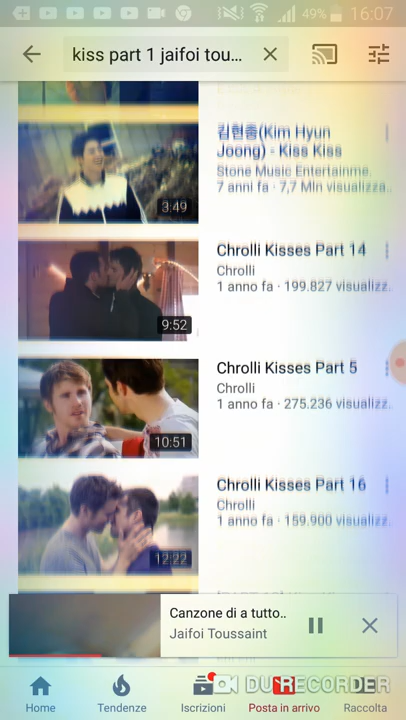 49% 16:07
kiss part 1 jaifoi tou...
김현중(Kim Hyun
Joong) - Kiss Kiss
Stone Music Entertainme.
7 anni fa · 7,7 Mln visualizza..
3:49
Chrolli Kisses Part 14
Chrolli
1 anno fa · 199.827 visualizz.
9:52
Chrolli Kisses Part 5
Chrolli
1 anno fa · 275.236 visualizz.
10:51
Chrolli Kisses Part 16
Chrolli
1 anno fa · 159.900 visualizz.
12:22
Canzone di a tutto..
Jaifoi Toussaint
DU RECORDER
Home
Tendenze
Iscrizioni
Posta in arrivo
Raccolta